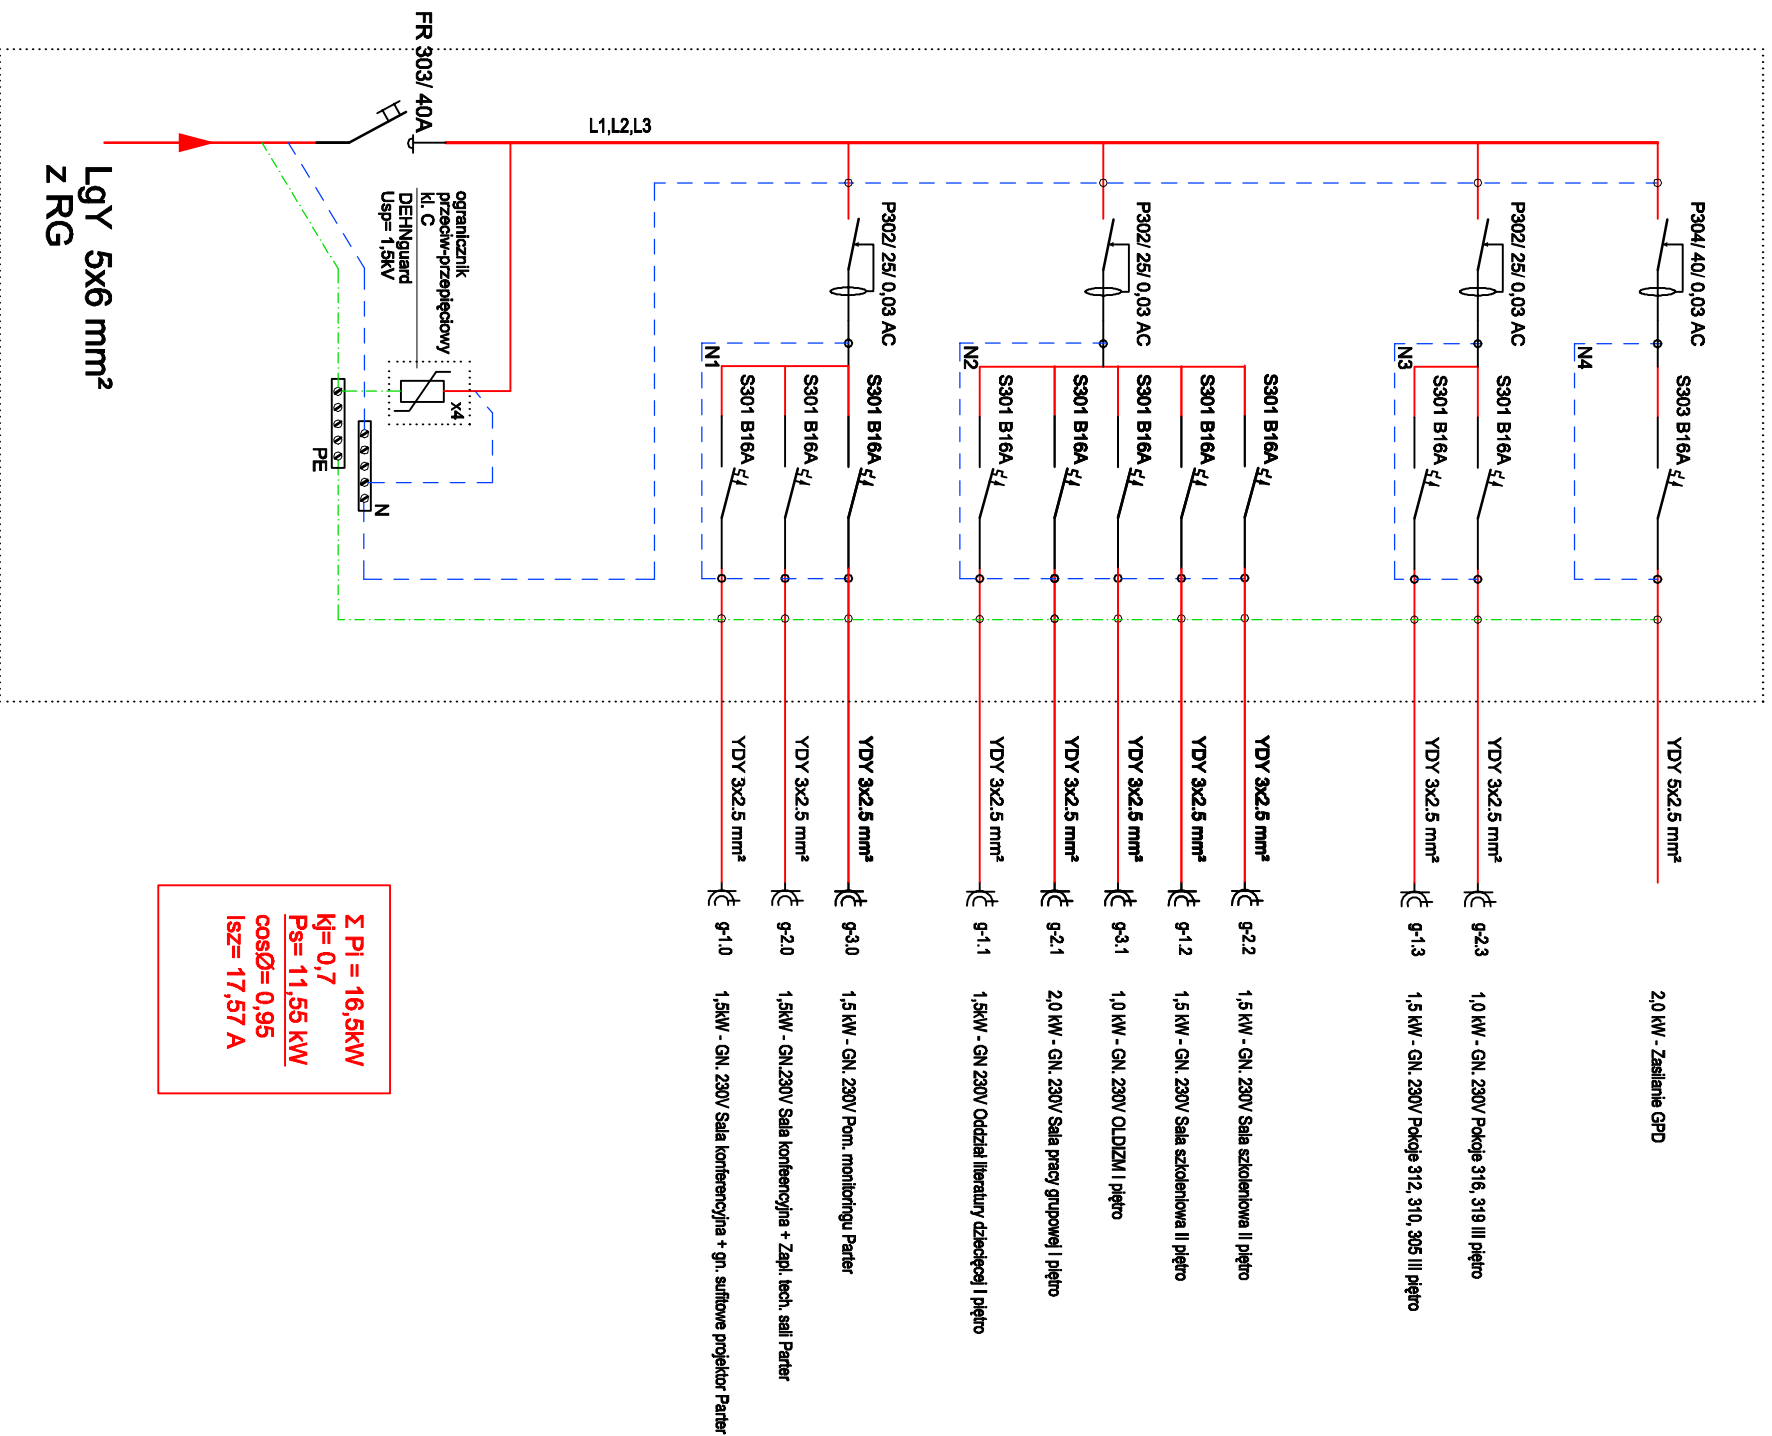 FR 303/ 40A
L1,L2,L3
LgY 5x6 mm²
z RG
ogranicznik
przeciw-przepięciowy
kl. C
DEHNguard
Usp= 1,5kV
x4
PE
N
P302/ 25/ 0,03 AC
P302/ 25/ 0,03 AC
P302/ 25/ 0,03 AC
P304/ 40/ 0,03 AC
N1
N2
N3
N4
S301 B16A
S301 B16A
S301 B16A
S301 B16A
S301 B16A
S301 B16A
S301 B16A
S301 B16A
S301 B16A
S301 B16A
S303 B16A
YDY 3x2.5 mm²
YDY 3x2.5 mm²
YDY 3x2.5 mm²
YDY 3x2.5 mm²
YDY 3x2.5 mm²
YDY 3x2.5 mm²
YDY 3x2.5 mm²
YDY 3x2.5 mm²
YDY 3x2.5 mm²
YDY 3x2.5 mm²
YDY 5x2.5 mm²
g-1.0 1,5kW - GN. 230V Sala konferencyjna + gn. sufitowe projektor Parter
g-2.0 1,5kW - GN.230V Sala konfeencyjna + Zapl. tech. sali Parter
g-3.0 1,5 kW - GN. 230V Pom. monitoringu Parter
g-1.1 1,5kW - GN 230V Oddział literatury dziecięcej I piętro
g-2.1 2,0 kW - GN. 230V Sala pracy grupowej I piętro
g-3.1 1,0 kW - GN. 230V OLDIZM I piętro
g-1.2 1,5 kW - GN. 230V Sala szkoleniowa II piętro
g-2.2 1,5 kW - GN. 230V Sala szkoleniowa II piętro
g-1.3 1,5 kW - GN. 230V Pokoje 312, 310, 305 III piętro
g-2.3 1,0 kW - GN. 230V Pokoje 316, 319 III piętro
2,0 kW - Zasilanie GPD
Σ Pi = 16,5kW
kj= 0,7
Ps= 11,55 kW
cosØ= 0,95
Isz= 17,57 A